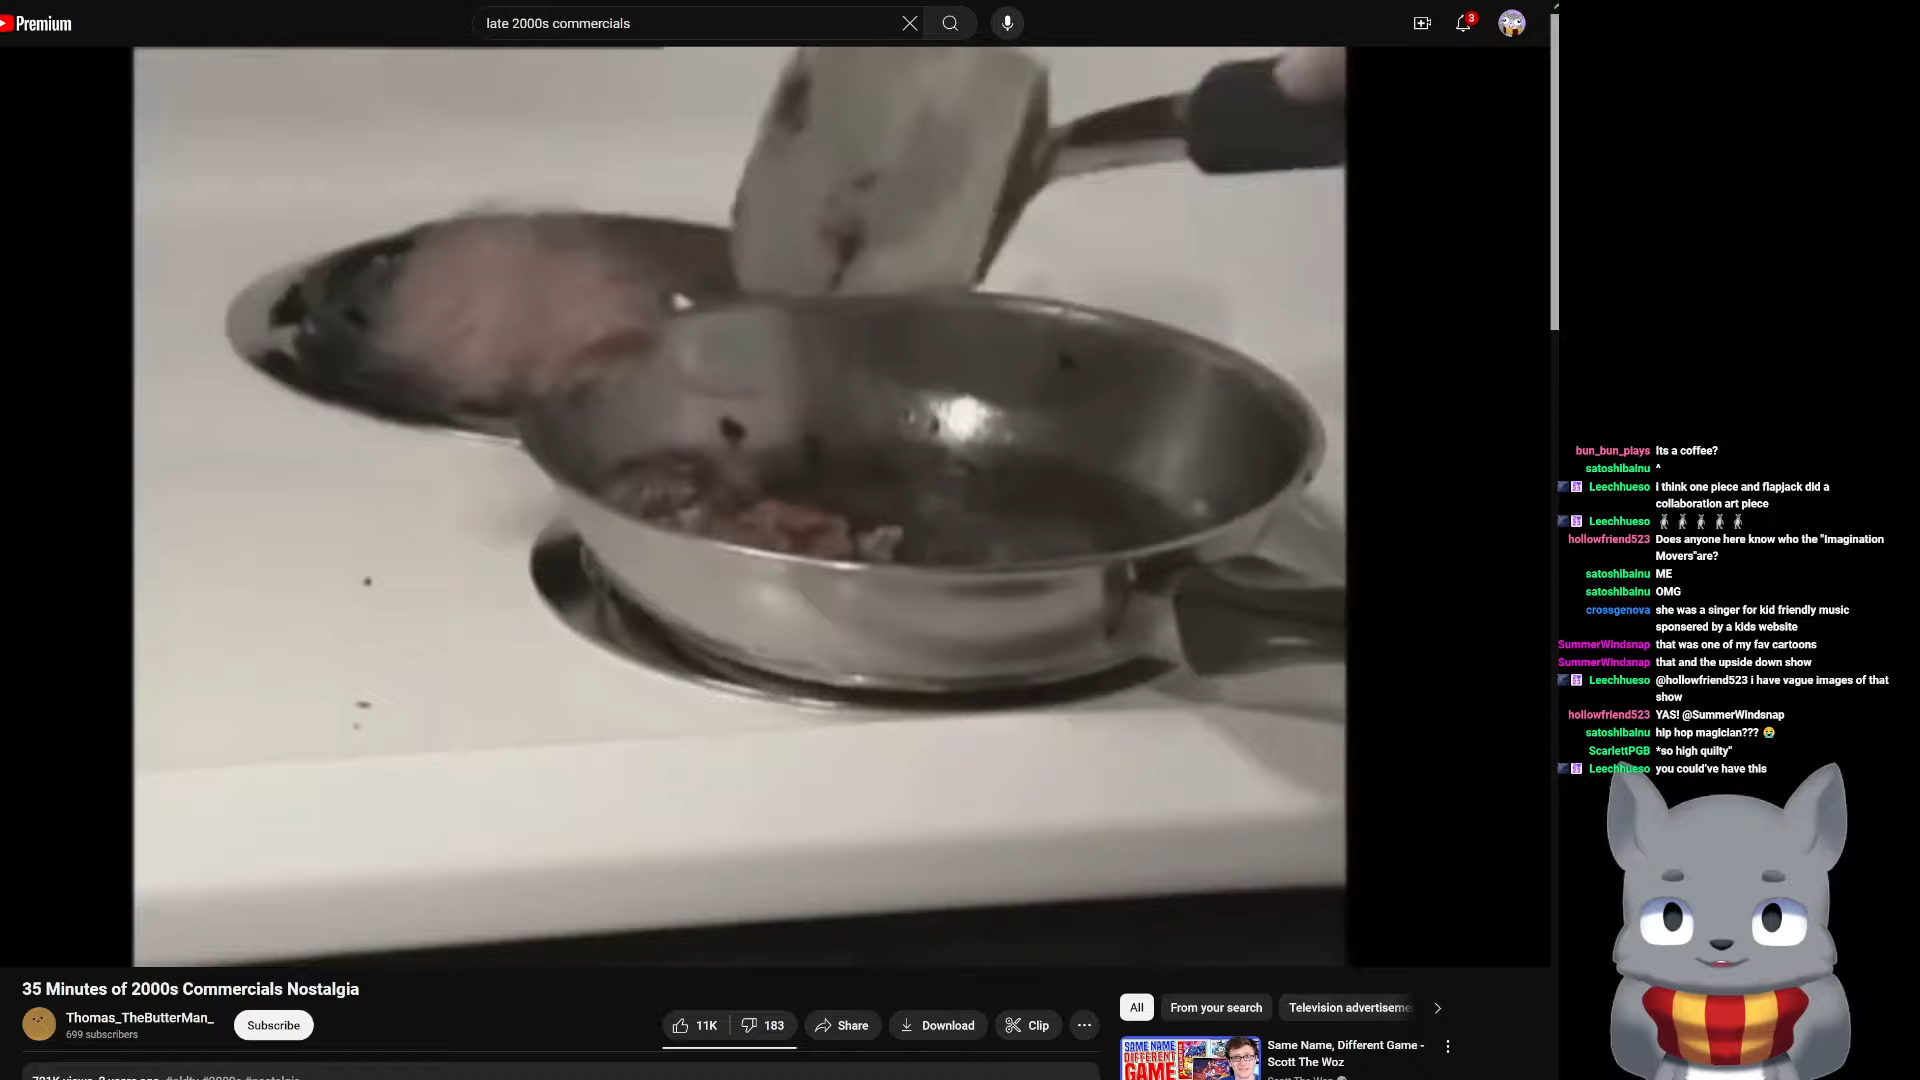 Premium
late 2000s commercials
3
bun_bun_plays Its a coffee?
satoshibainu ^
Leechhueso i think one piece and flapjack did a
collaboration art piece
Leechhueso
hollowfriend523 Does anyone here know who the "Imagination
Movers"are?
satoshibainu ME
satoshibainu OMG
crossgenova she was a singer for kid friendly music
sponsered by a kids website
SummerWindsnap that was one of my fav cartoons
SummerWindsnap that and the upside down show
Leechhueso @hollowfriend523 i have vague images of that
show
hollowfriend523 YAS! @SummerWindsnap
satoshibainu hip hop magician???
ScarlettPGB *so high quilty"
Leechhueso you could've have this
35 Minutes of 2000s Commercials Nostalgia
Thomas_TheButterMan_
699 subscribers
Subscribe
11K
183
Share
Download
Clip
All
From your search
Television advertiseme
SAME NAME
DIFFERENT
GAME
Same Name, Different Game -
Scott The Woz